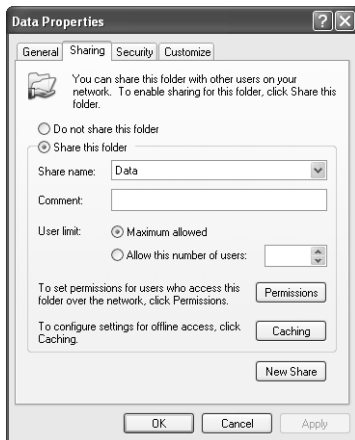 Data Properties
General Sharing Security Customize
You can share this folder with other users on your
network. To enable sharing for this folder, click Share this
folder.
Do not share this folder
Share this folder
Share name: Data
Comment:
User limit: Maximum allowed
Allow this number of users:
To set permissions for users who access this
folder over the network, click Permissions.
Permissions
To configure settings for offline access, click
Caching.
Caching
New Share
OK Cancel Apply